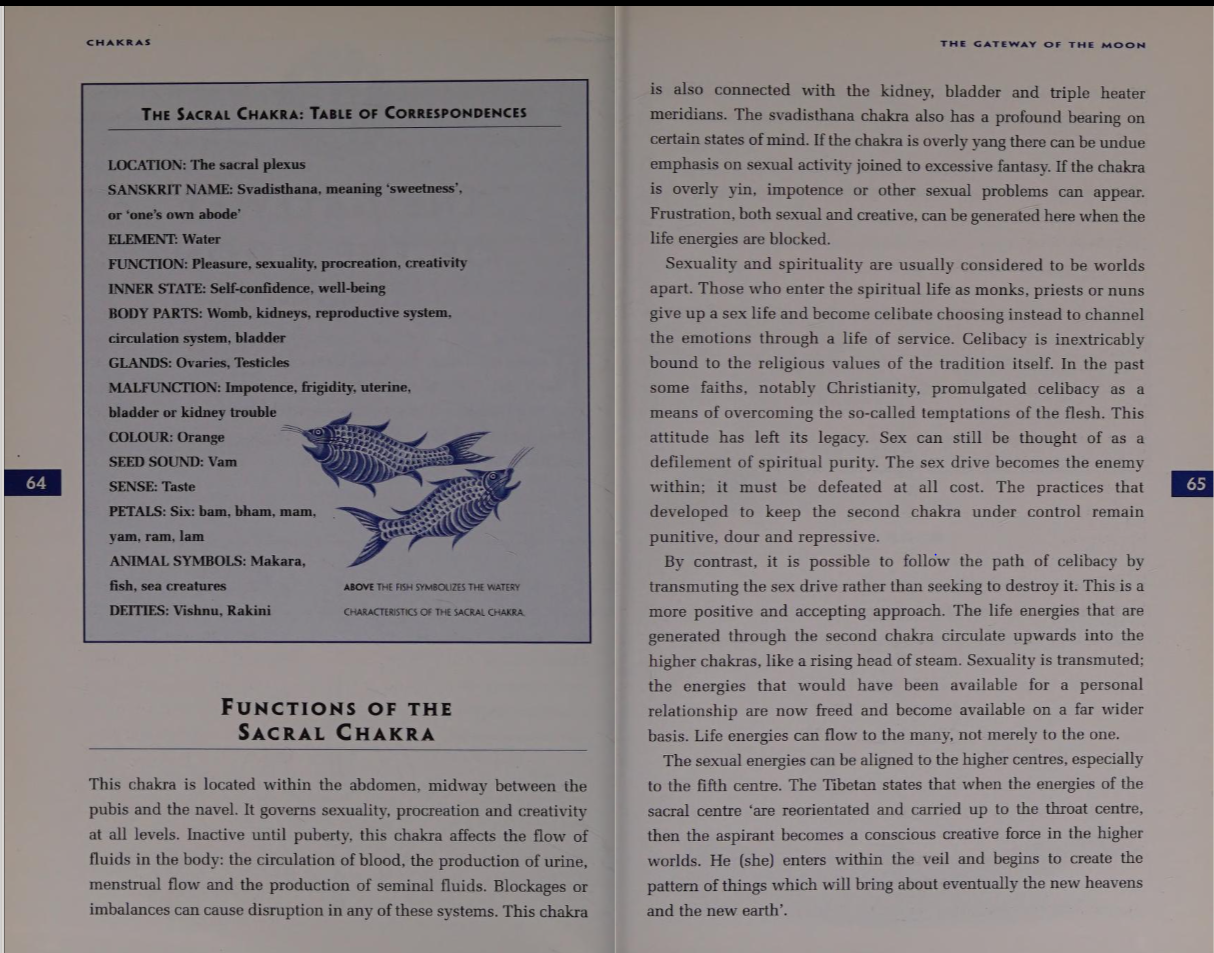 CHAKRAS
THE SACRAL CHAKRA: TABLE OF CORRESPONDENCES
LOCATION: The sacral plexus
SANSKRIT NAME: Svadisthana, meaning ‘sweetness’,
or ‘one’s own abode’
ELEMENT: Water
FUNCTION: Pleasure, sexuality, procreation, creativity
INNER STATE: Self-confidence, well-being
BODY PARTS: Womb, kidneys, reproductive system,
circulation system, bladder
GLANDS: Ovaries, Testicles
MALFUNCTION: Impotence, frigidity, uterine,
bladder or kidney trouble
COLOUR: Orange
SEED SOUND: Vam
SENSE: Taste
PETALS: Six: bam, bham, mam,
yam, ram, lam
ANIMAL SYMBOLS: Makara,
fish, sea creatures
DEITIES: Vishnu, Rakini
ABOVE THE FISH SYMBOLIZES THE WATERY
CHARACTERISTICS OF THE SACRAL CHAKRA.
64
FUNCTIONS OF THE
SACRAL CHAKRA
This chakra is located within the abdomen, midway between the
pubis and the navel. It governs sexuality, procreation and creativity
at all levels. Inactive until puberty, this chakra affects the flow of
fluids in the body: the circulation of blood, the production of urine,
menstrual flow and the production of seminal fluids. Blockages or
imbalances can cause disruption in any of these systems. This chakra
THE GATEWAY OF THE MOON
is also connected with the kidney, bladder and triple heater
meridians. The svadisthana chakra also has a profound bearing on
certain states of mind. If the chakra is overly yang there can be undue
emphasis on sexual activity joined to excessive fantasy. If the chakra
is overly yin, impotence or other sexual problems can appear.
Frustration, both sexual and creative, can be generated here when the
life energies are blocked.
Sexuality and spirituality are usually considered to be worlds
apart. Those who enter the spiritual life as monks, priests or nuns
give up a sex life and become celibate choosing instead to channel
the emotions through a life of service. Celibacy is inextricably
bound to the religious values of the tradition itself. In the past
some faiths, notably Christianity, promulgated celibacy as a
means of overcoming the so-called temptations of the flesh. This
attitude has left its legacy. Sex can still be thought of as a
defilement of spiritual purity. The sex drive becomes the enemy
within; it must be defeated at all cost. The practices that
developed to keep the second chakra under control remain
punitive, dour and repressive.
By contrast, it is possible to follow the path of celibacy by
transmuting the sex drive rather than seeking to destroy it. This is a
more positive and accepting approach. The life energies that are
generated through the second chakra circulate upwards into the
higher chakras, like a rising head of steam. Sexuality is transmuted;
the energies that would have been available for a personal
relationship are now freed and become available on a far wider
basis. Life energies can flow to the many, not merely to the one.
The sexual energies can be aligned to the higher centres, especially
to the fifth centre. The Tibetan states that when the energies of the
sacral centre ‘are reorientated and carried up to the throat centre,
then the aspirant becomes a conscious creative force in the higher
worlds. He (she) enters within the veil and begins to create the
pattern of things which will bring about eventually the new heavens
and the new earth’.
65